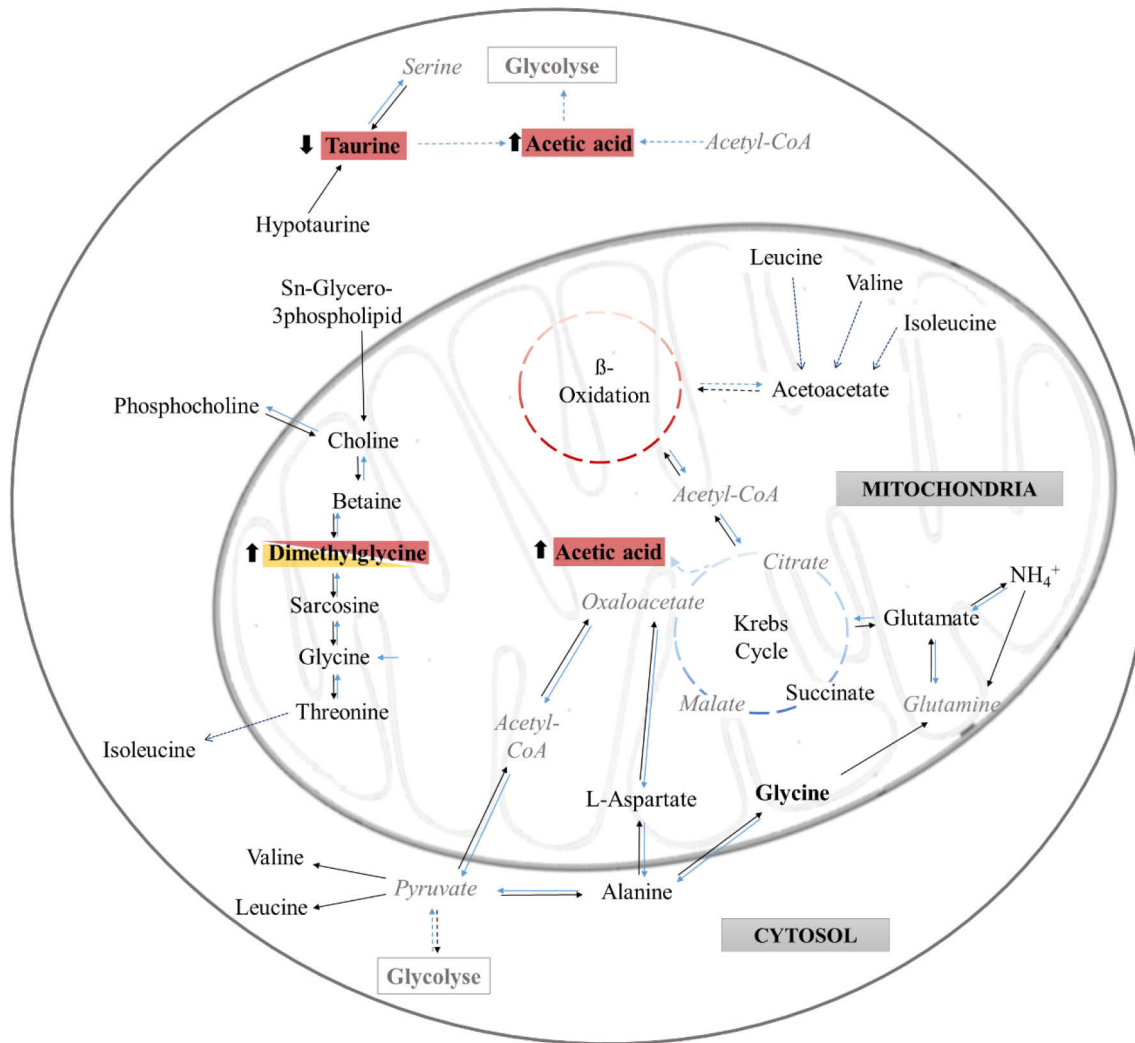 Serine
Glycolyse
Taurine
Acetic acid
Acetyl-CoA
Hypotaurine
Leucine
Valine
Isoleucine
Sn-Glycero-
3phospholipid
ß-
Oxidation
Acetoacetate
Phosphocholine
Choline
Acetyl-CoA
MITOCHONDRIA
Betaine
Dimethylglycine
Acetic acid
Citrate
NH₄⁺
Sarcosine
Oxaloacetate
Krebs
Cycle
Glutamate
Glycine
Succinate
Malate
Glutamine
Threonine
Acetyl-
CoA
Isoleucine
L-Aspartate
Glycine
Valine
Pyruvate
Alanine
Leucine
CYTOSOL
Glycolyse